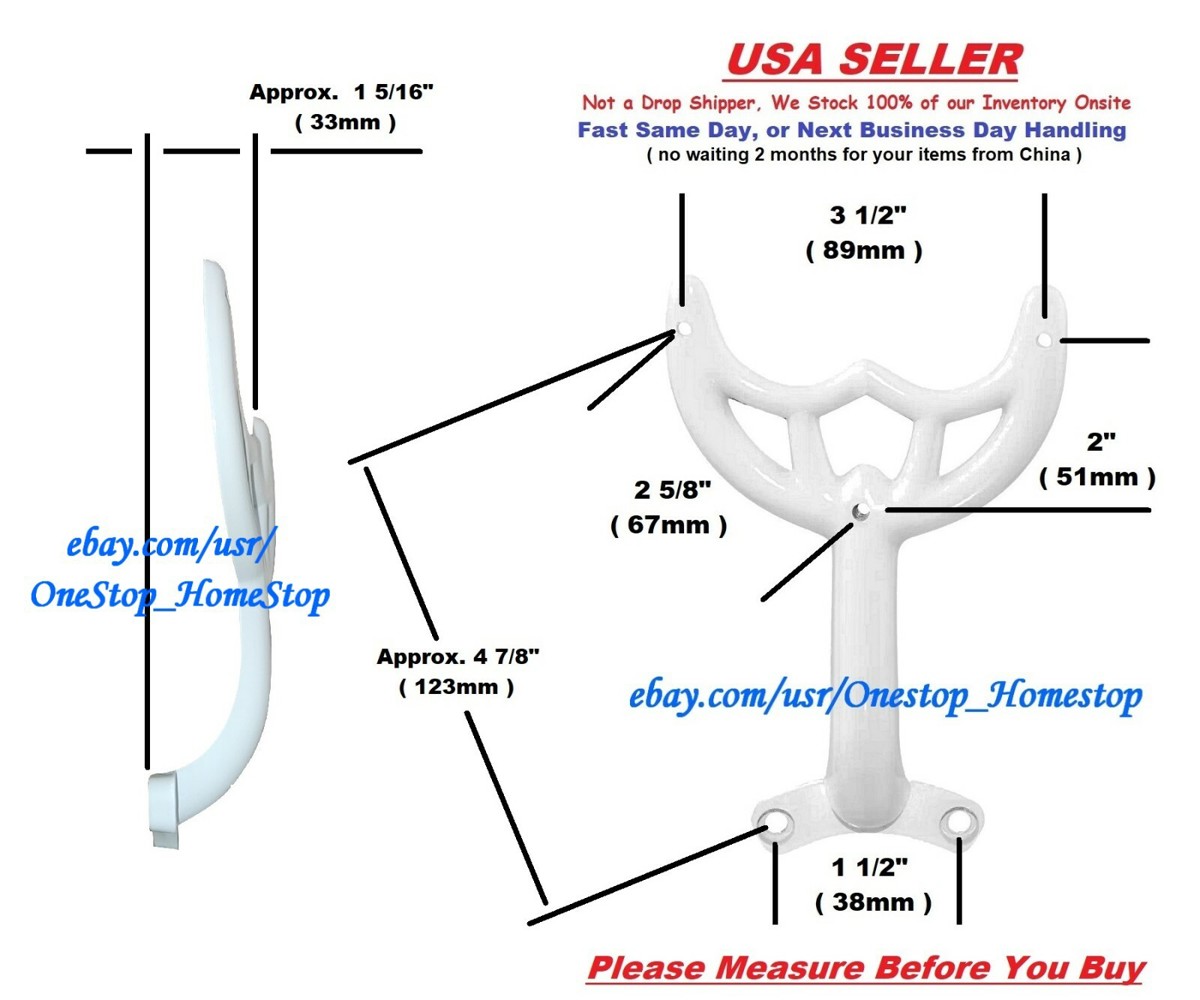 USA SELLER
Not a Drop Shipper, We Stock 100% of our Inventory Onsite
Fast Same Day, or Next Business Day Handling
( no waiting 2 months for your items from China )
Approx. 1 5/16"
( 33mm )
3 1/2"
( 89mm )
2"
( 51mm )
2 5/8"
( 67mm )
ebay.com/usr/
OneStop_HomeStop
Approx. 4 7/8"
( 123mm )
ebay.com/usr/Onestop_Homestop
1 1/2"
( 38mm )
Please Measure Before You Buy